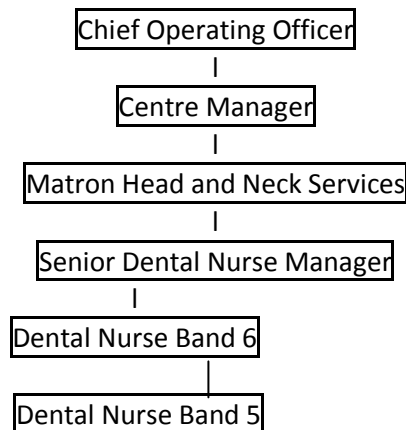 Chief Operating Officer
Centre Manager
Matron Head and Neck Services
Senior Dental Nurse Manager
Dental Nurse Band 6
Dental Nurse Band 5